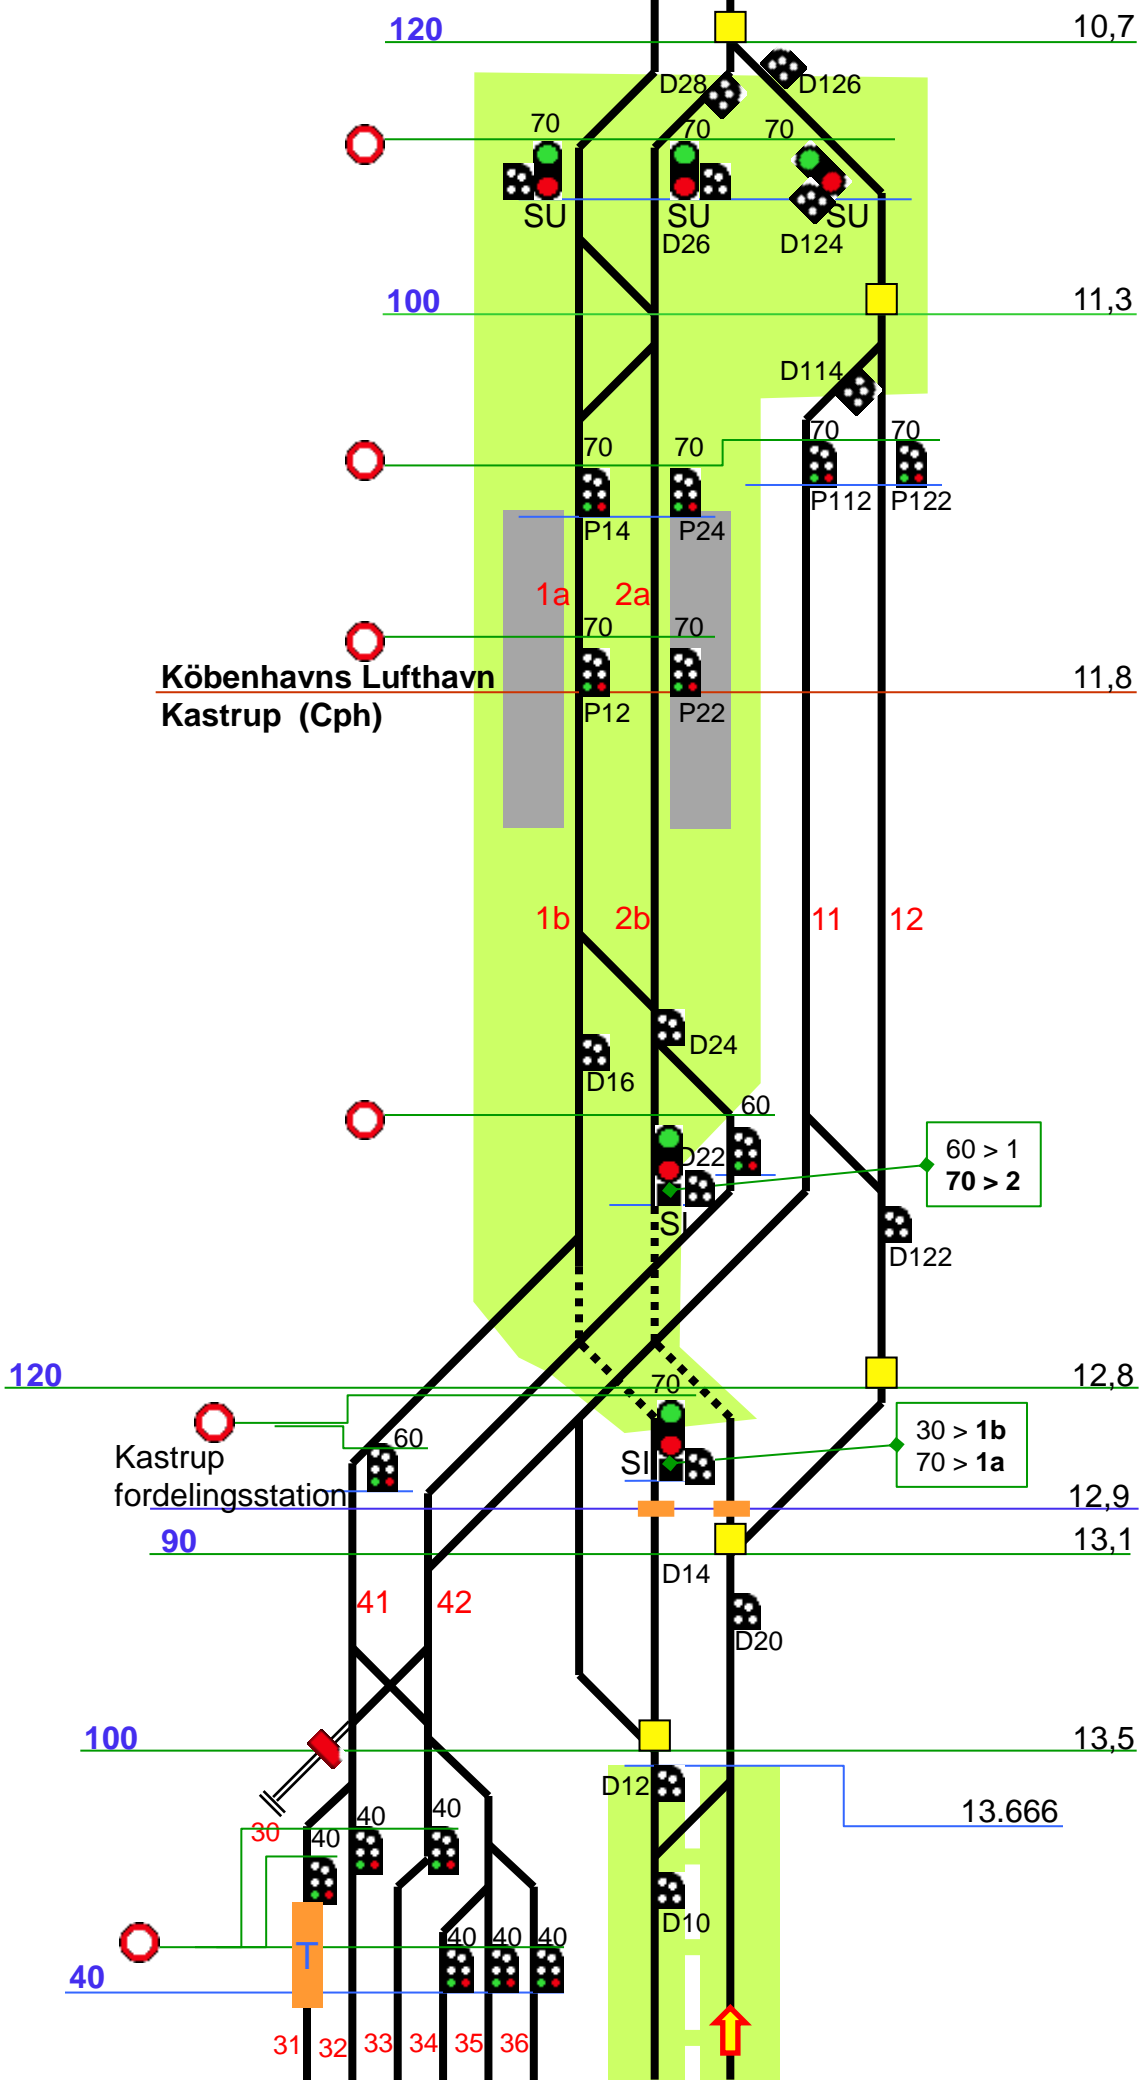 120
10,7
D28
D126
70
70
70
SU
SU
SU
D26
D124
100
11,3
D114
70
70
70
70
P14
P24
P112
P122
1a
2a
70
70
Köbenhavns Lufthavn
11,8
Kastrup (Cph)
P12
P22
1b
2b
11
12
D24
D16
60
60 > 1
D22
70 > 2
SI
D122
120
12,8
70
30 > 1b
60
Kastrup
SI
70 > 1a
fordelingsstation
12,9
90
13,1
D14
41
42
D20
100
13,5
D12
40
40
13.666
30
40
D10
40
40
40
T
40
31
32
33
34
35
36